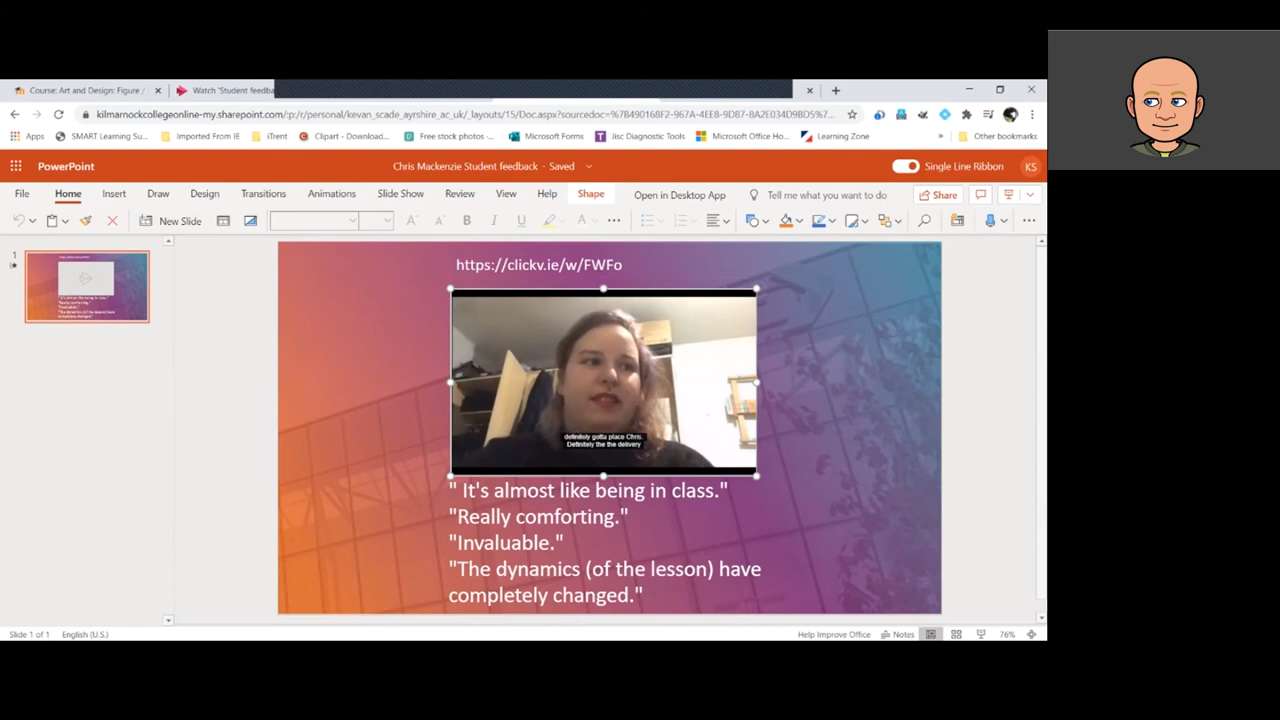 Course: Art and Design: Figure /
Watch 'Student feedba
kilmarnockcollegeonline-my.sharepoint.com/:p:/r/personal/kevan_scade_ayrshire_ac_uk/_layouts/15/Doc.aspx?sourcedoc=%7B490168F2-967A-4EE8-9D87-8A2E034D9BD5%7...
Apps SMART Learning Su... Imported From IE iTrent Clipart - Download... Free stock photos -... Microsoft Forms Jisc Diagnostic Tools Microsoft Office Ho... Learning Zone » Other bookmarks
PowerPoint Chris Mackenzie Student feedback - Saved Single Line Ribbon KS
File Home Insert Draw Design Transitions Animations Slide Show Review View Help Shape Open in Desktop App Tell me what you want to do Share
New Slide
1
https://clickv.ie/w/FWFo
definitely gotta place Chris.
Definitely the the delivery
" It's almost like being in class."
"Really comforting."
"Invaluable."
"The dynamics (of the lesson) have
completely changed."
Slide 1 of 1 English (U.S.) Help Improve Office Notes 76%